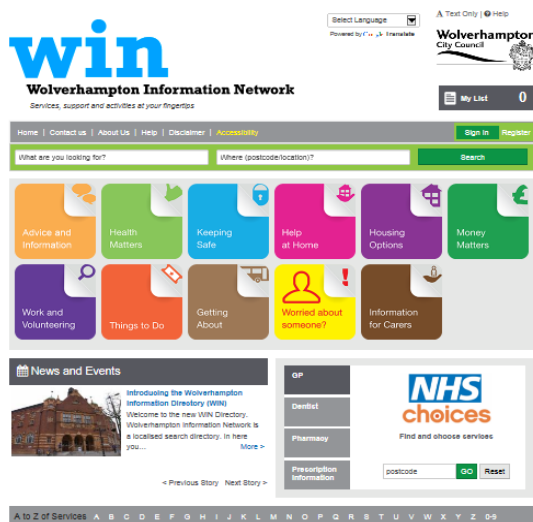 Select Language
Powered by Google Translate
A Text Only | Help
Wolverhampton
City Council
win
Wolverhampton Information Network
Services, support and activities at your fingertips
My List 0
Home | Contact us | About Us | Help | Disclaimer | Accessibility
Sign In Register
What are you looking for?
Where (postcode/location)?
Search
Advice and
Information
Health
Matters
Keeping
Safe
Help
at Home
Housing
Options
Money
Matters
£
Work and
Volunteering
Things to Do
Getting
About
Worried about
someone?
!
Information
for Carers
News and Events
Introducing the Wolverhampton
Information Directory (WIN)
Welcome to the new WIN Directory.
Wolverhampton Information Network is
a localised search directory. In here
you... More >
< Previous Story Next Story >
GP
Dentist
Pharmacy
Prescription
Information
NHS
choices
Find and choose services
postcode GO Reset
A to Z of Services A B C D E F G H I J K L M N O P Q R S T U V W X Y Z 0-9